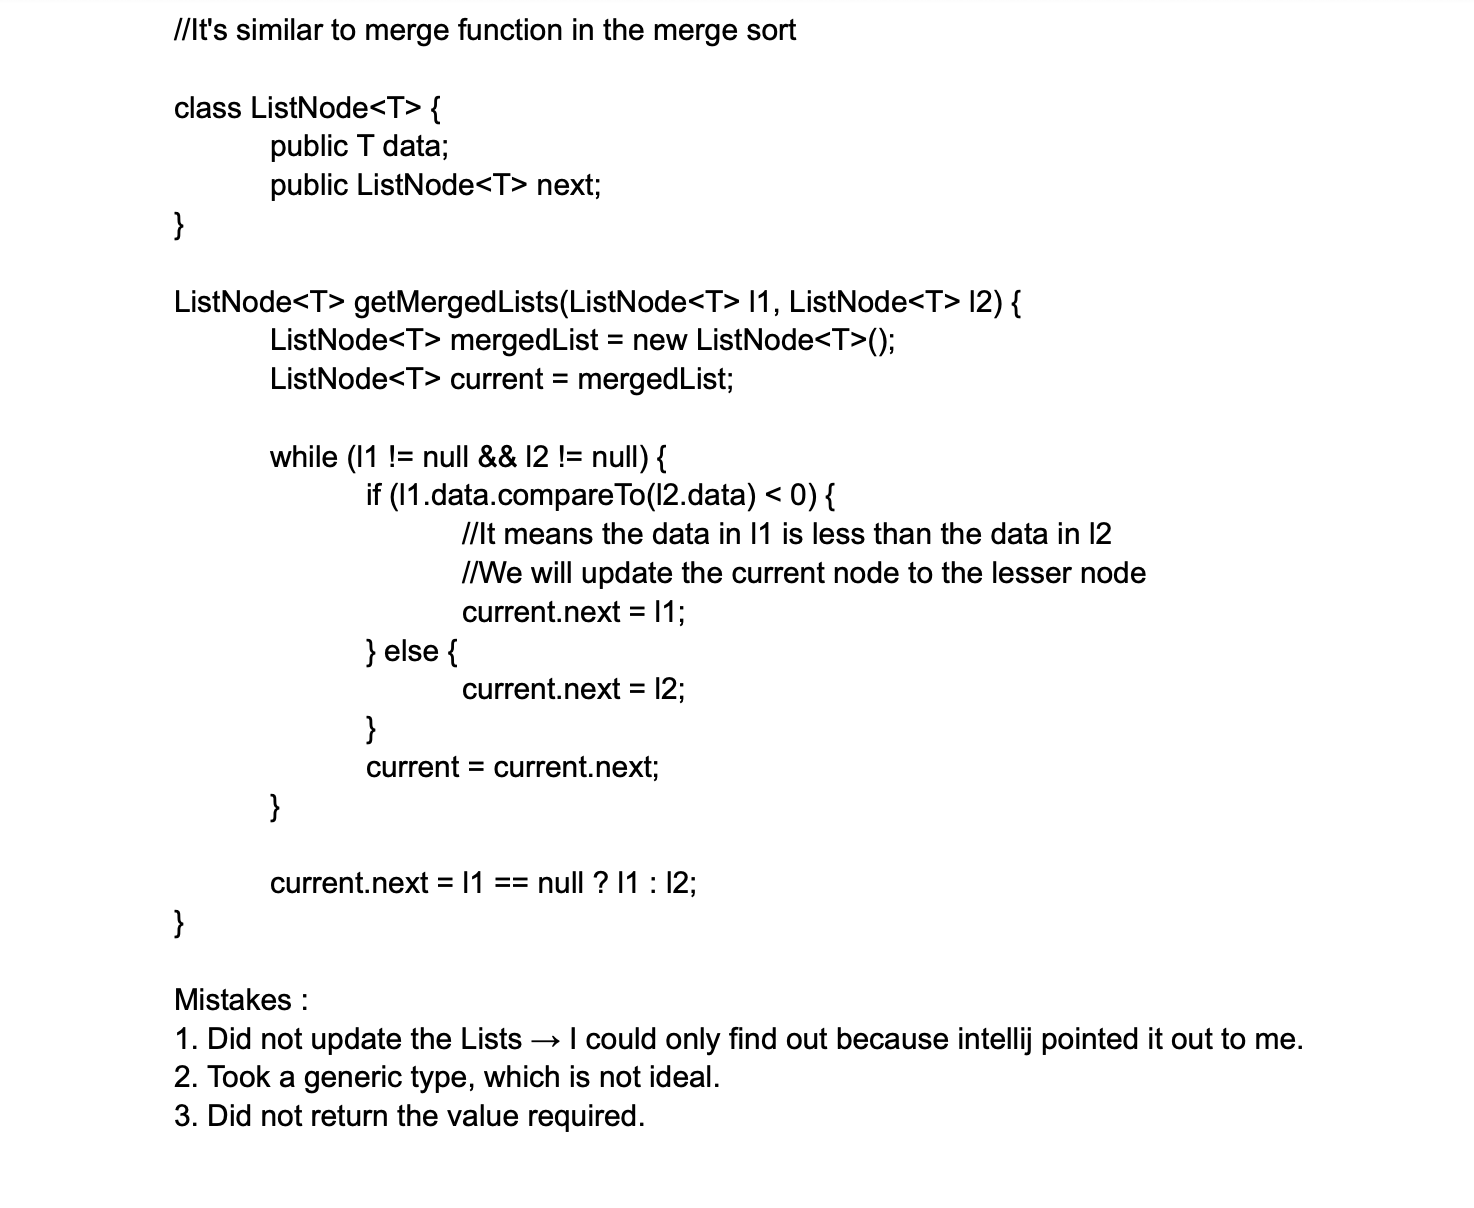 //It's similar to merge function in the merge sort
class ListNode<T> {
public T data;
public ListNode<T> next;
}
ListNode<T> getMergedLists(ListNode<T> l1, ListNode<T> l2) {
ListNode<T> mergedList = new ListNode<T>();
ListNode<T> current = mergedList;
while (l1 != null && l2 != null) {
if (l1.data.compareTo(l2.data) < 0) {
//It means the data in l1 is less than the data in l2
//We will update the current node to the lesser node
current.next = l1;
} else {
current.next = l2;
}
current = current.next;
}
current.next = l1 == null ? l1 : l2;
}
Mistakes :
1. Did not update the Lists → I could only find out because intellij pointed it out to me.
2. Took a generic type, which is not ideal.
3. Did not return the value required.